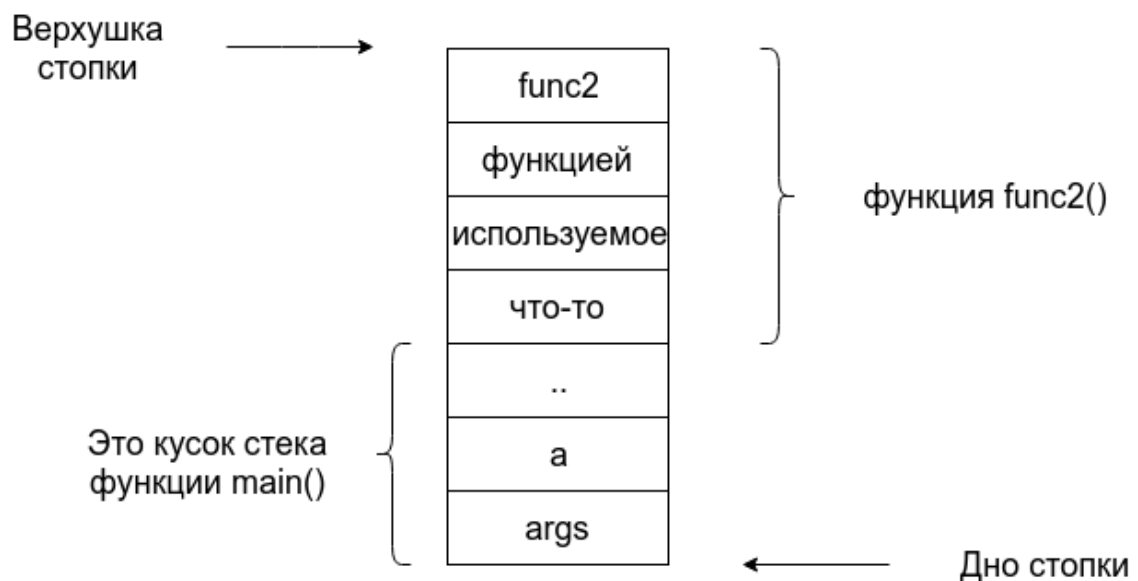 Верхушка
стопки
func2
функцией
используемое
что-то
функция func2()
..
a
args
Это кусок стека
функции main()
Дно стопки